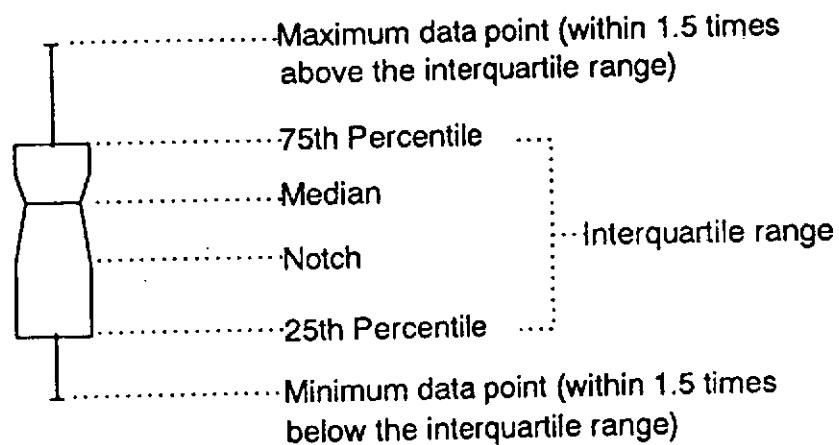 Maximum data point (within 1.5 times
above the interquartile range)
75th Percentile
Median
Interquartile range
Notch
25th Percentile
Minimum data point (within 1.5 times
below the interquartile range)